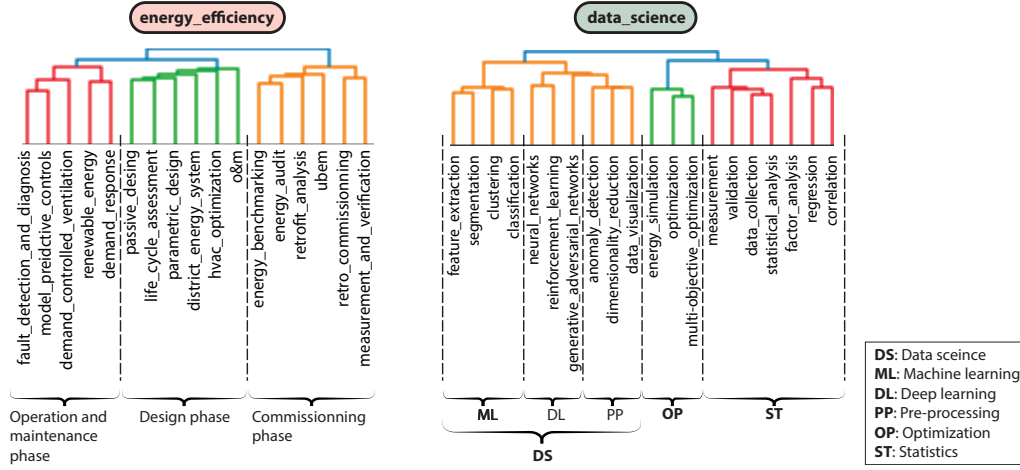 energy_efficiency
data_science
fault_detection_and_diagnosis
model_preidctive_controls
demand_controlled_ventilation
renewable_energy
demand_response
passive_desing
life_cycle_assessment
parametric_design
district_energy_system
hvac_optimization
o&m
energy_benchmarking
energy_audit
retrofit_analysis
ubem
retro_commissionning
measurement_and_verification
feature_extraction
segmentation
clustering
classification
neural_networks
reinforcement_learning
generative_adversarial_networks
anomaly_detection
dimensionality_reduction
data_visualization
energy_simulation
optimization
multi-objective_optimization
measurement
validation
data_collection
statistical_analysis
factor_analysis
regression
correlation
Operation and
maintenance
phase
Design phase
Commissionning
phase
ML
DL
PP
OP
ST
DS
DS: Data sceince
ML: Machine learning
DL: Deep learning
PP: Pre-processing
OP: Optimization
ST: Statistics